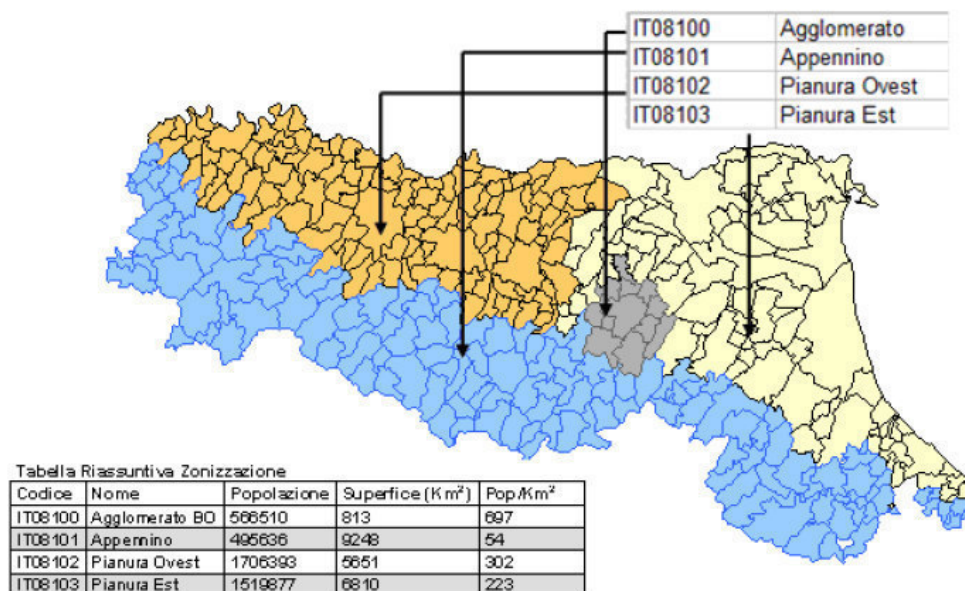 IT08100 Agglomerato
IT08101 Appennino
IT08102 Pianura Ovest
IT08103 Pianura Est
Tabella Riassuntiva Zonizzazione
Codice Nome Popolazione Superfice (Km²) Pop/Km²
IT08100 Agglomerato BO 566510 813 697
IT08101 Appennino 495636 9248 54
IT08102 Pianura Ovest 1706393 5651 302
IT08103 Pianura Est 1519877 6810 223